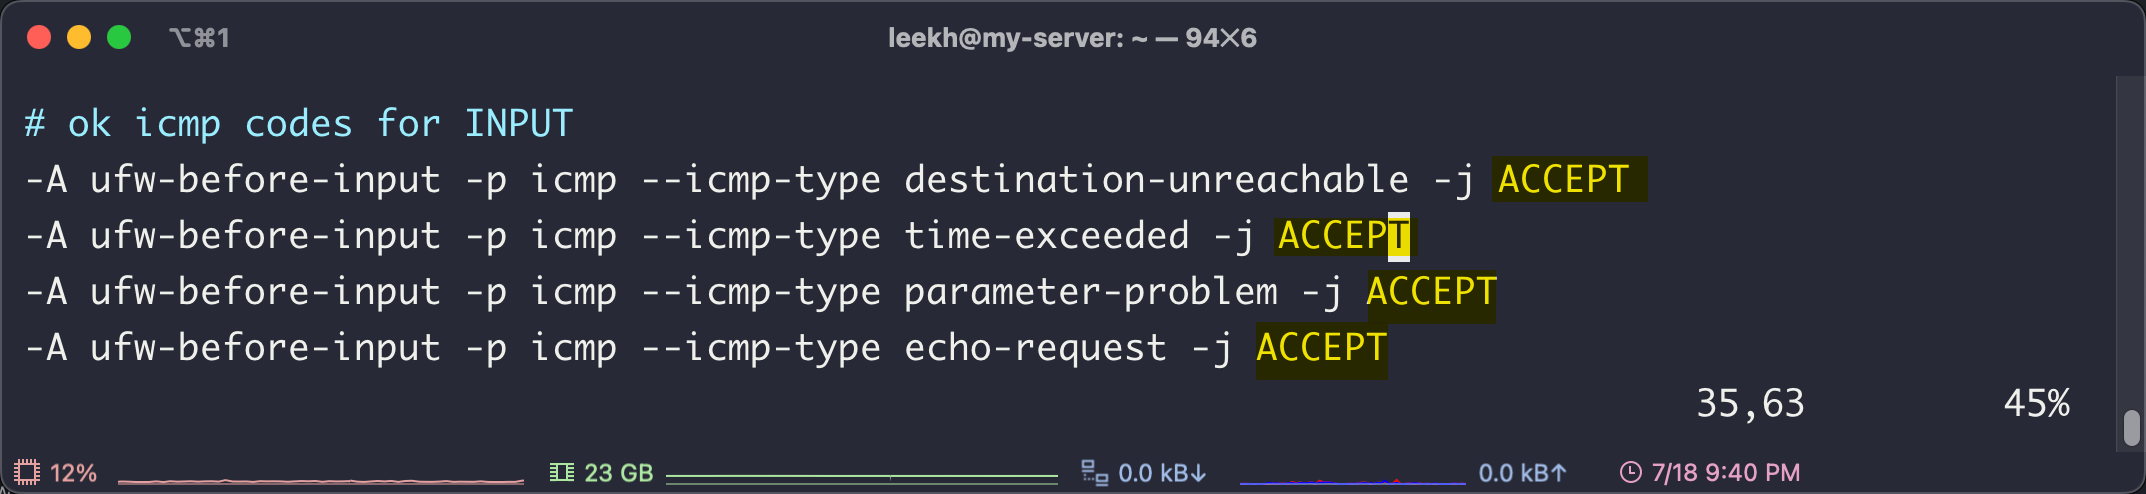 ⌥⌘1 leekh@my-server: ~ — 94×6
# ok icmp codes for INPUT
-A ufw-before-input -p icmp --icmp-type destination-unreachable -j ACCEPT
-A ufw-before-input -p icmp --icmp-type time-exceeded -j ACCEPT
-A ufw-before-input -p icmp --icmp-type parameter-problem -j ACCEPT
-A ufw-before-input -p icmp --icmp-type echo-request -j ACCEPT
35,63 45%
12% 23 GB 0.0 kB↓ 0.0 kB↑ 7/18 9:40 PM